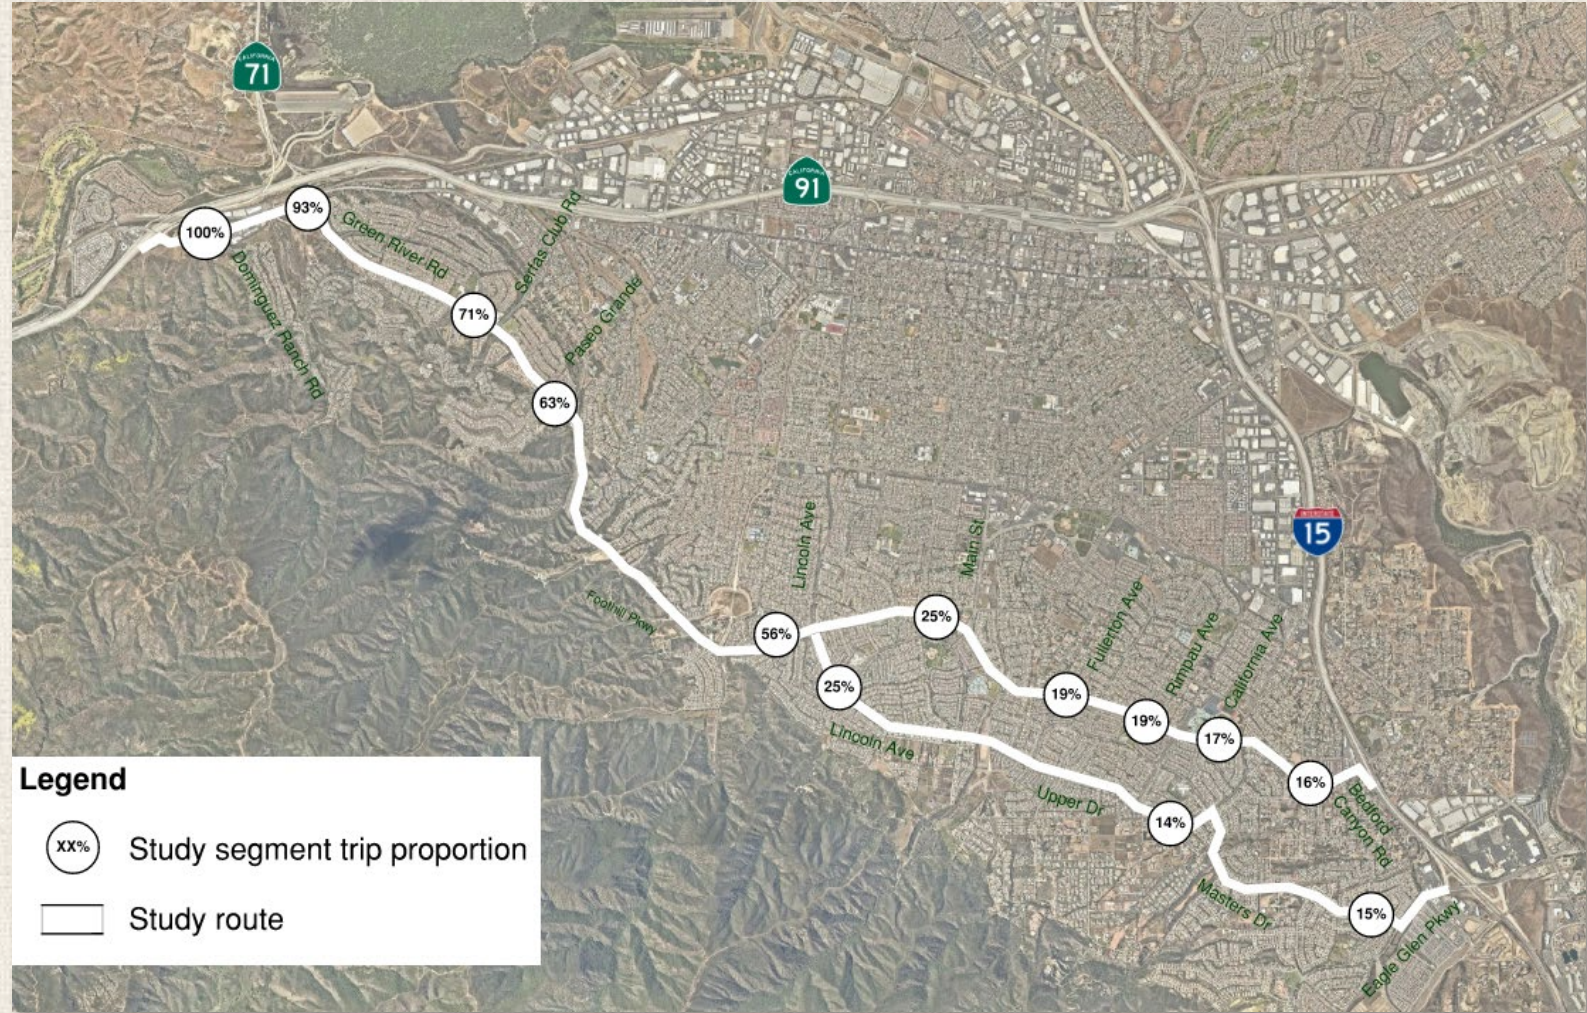 CALIFORNIA
71
CALIFORNIA
91
100%
93%
Green River Rd
Serfas Club Rd
Dominguez Ranch Rd
71%
Paseo Grande
63%
INTERSTATE
15
Lincoln Ave
Main St
Foothill Pkwy
56%
25%
Fullerton Ave
Rimpau Ave
California Ave
25%
19%
19%
17%
Lincoln Ave
16%
Bedford
Canyon Rd
Upper Dr
14%
Masters Dr
15%
Eagle Glen Pkwy
Legend
XX%
Study segment trip proportion
Study route